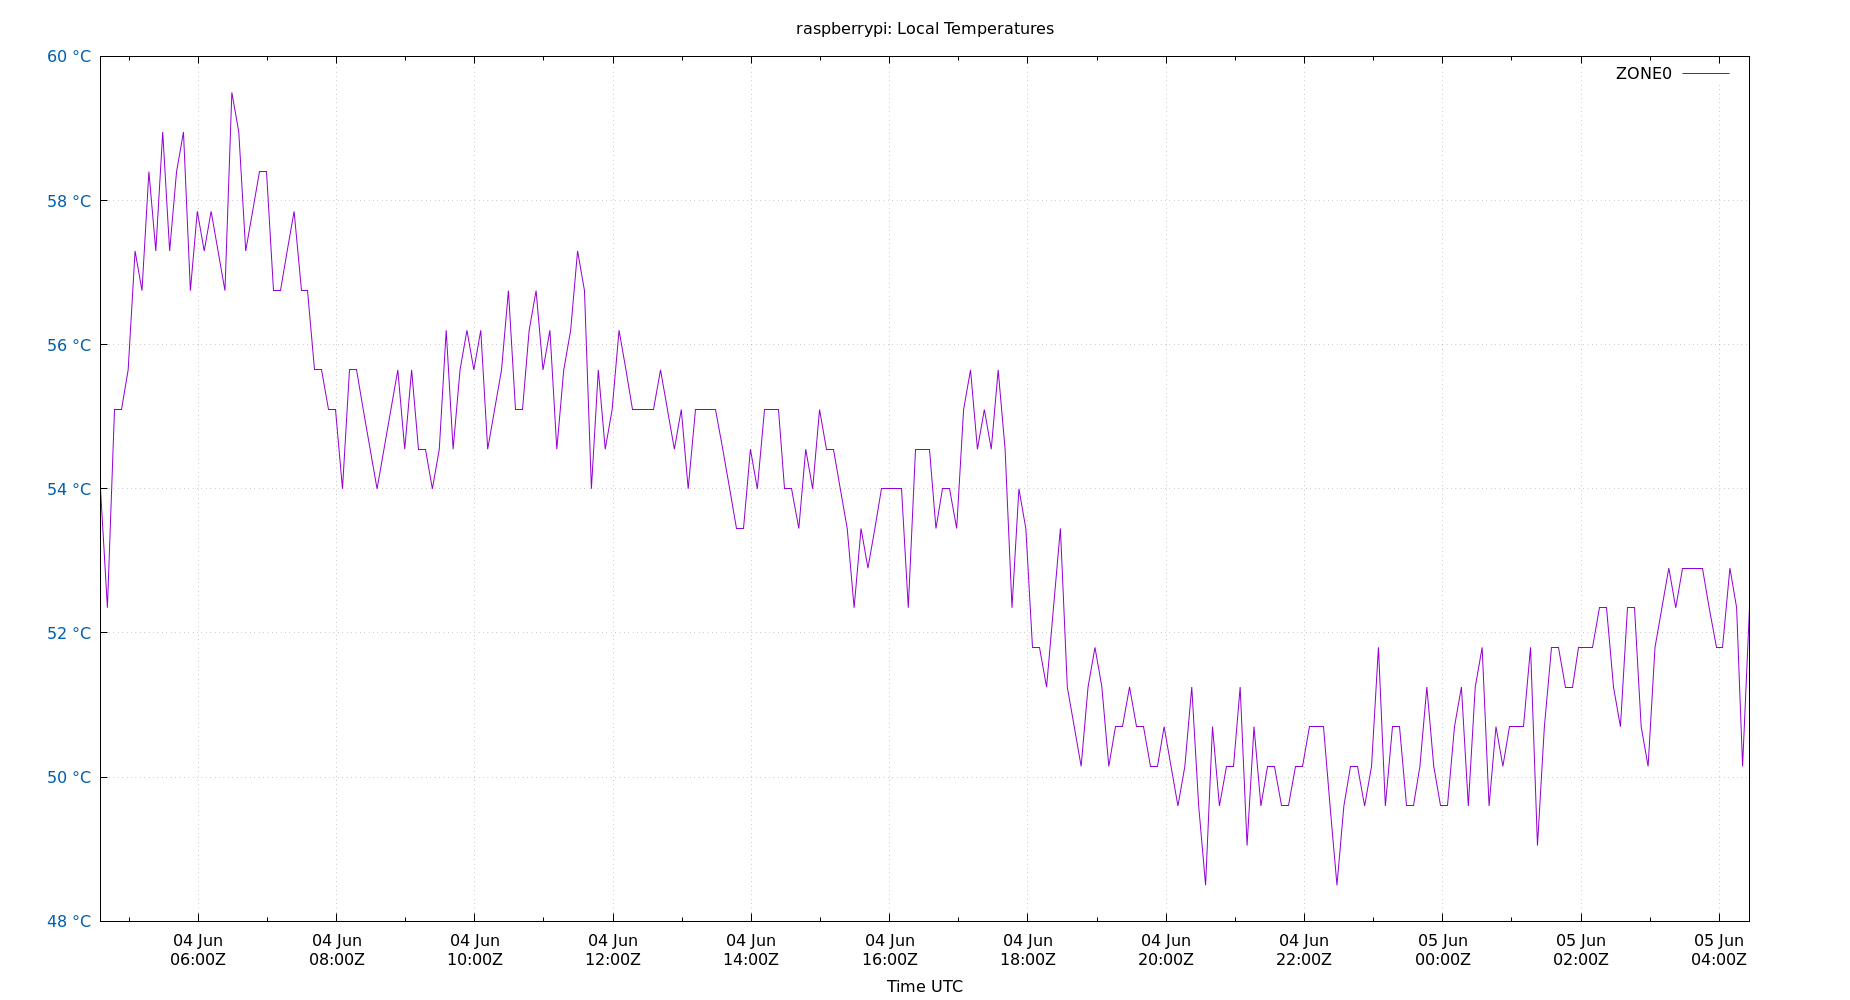 raspberrypi: Local Temperatures
60 °C
ZONE0
58 °C
56 °C
54 °C
52 °C
50 °C
48 °C
04 Jun 04 Jun 04 Jun 04 Jun 04 Jun 04 Jun 04 Jun 04 Jun 04 Jun 05 Jun 05 Jun 05 Jun
06:00Z 08:00Z 10:00Z 12:00Z 14:00Z 16:00Z 18:00Z 20:00Z 22:00Z 00:00Z 02:00Z 04:00Z
Time UTC